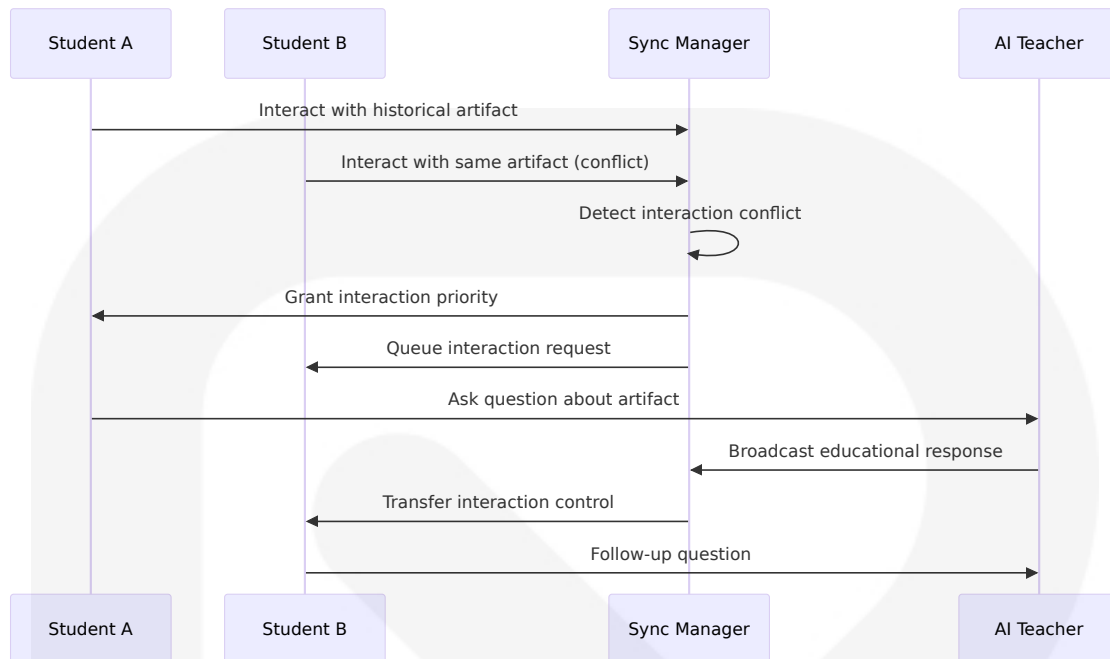 Student A
Student B
Sync Manager
AI Teacher
Interact with historical artifact
Interact with same artifact (conflict)
Detect interaction conflict
Grant interaction priority
Queue interaction request
Ask question about artifact
Broadcast educational response
Transfer interaction control
Follow-up question
Student A
Student B
Sync Manager
AI Teacher